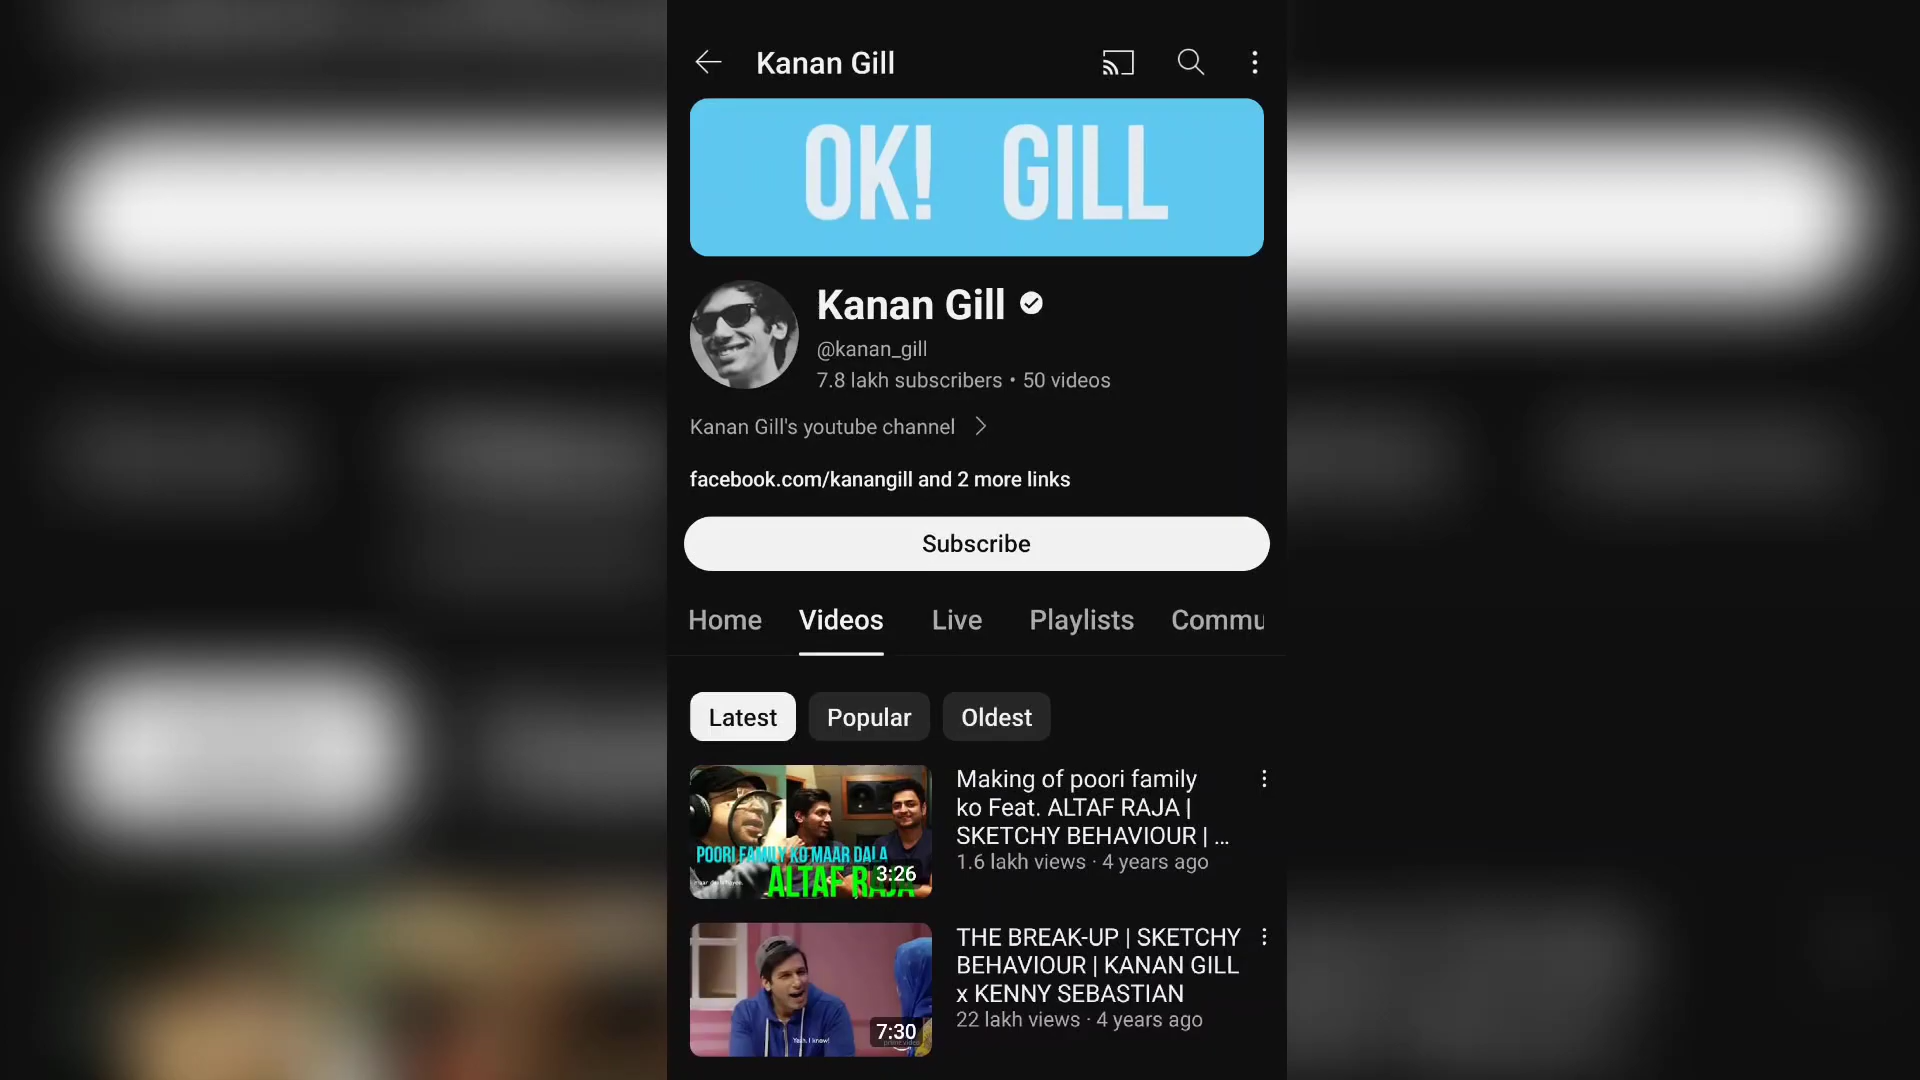 Kanan Gill
OK! GILL
Kanan Gill
@kanan_gill
7.8 lakh subscribers • 50 videos
Kanan Gill's youtube channel
facebook.com/kanangill and 2 more links
Subscribe
Home Videos Live Playlists Commu
Latest Popular Oldest
POORI FAMILY KO MAAR DALA
ALTAF RAJA
3:26
Making of poori family
ko Feat. ALTAF RAJA |
SKETCHY BEHAVIOUR | ...
1.6 lakh views · 4 years ago
Yeah, I know!
7:30
prime video
THE BREAK-UP | SKETCHY
BEHAVIOUR | KANAN GILL
x KENNY SEBASTIAN
22 lakh views · 4 years ago